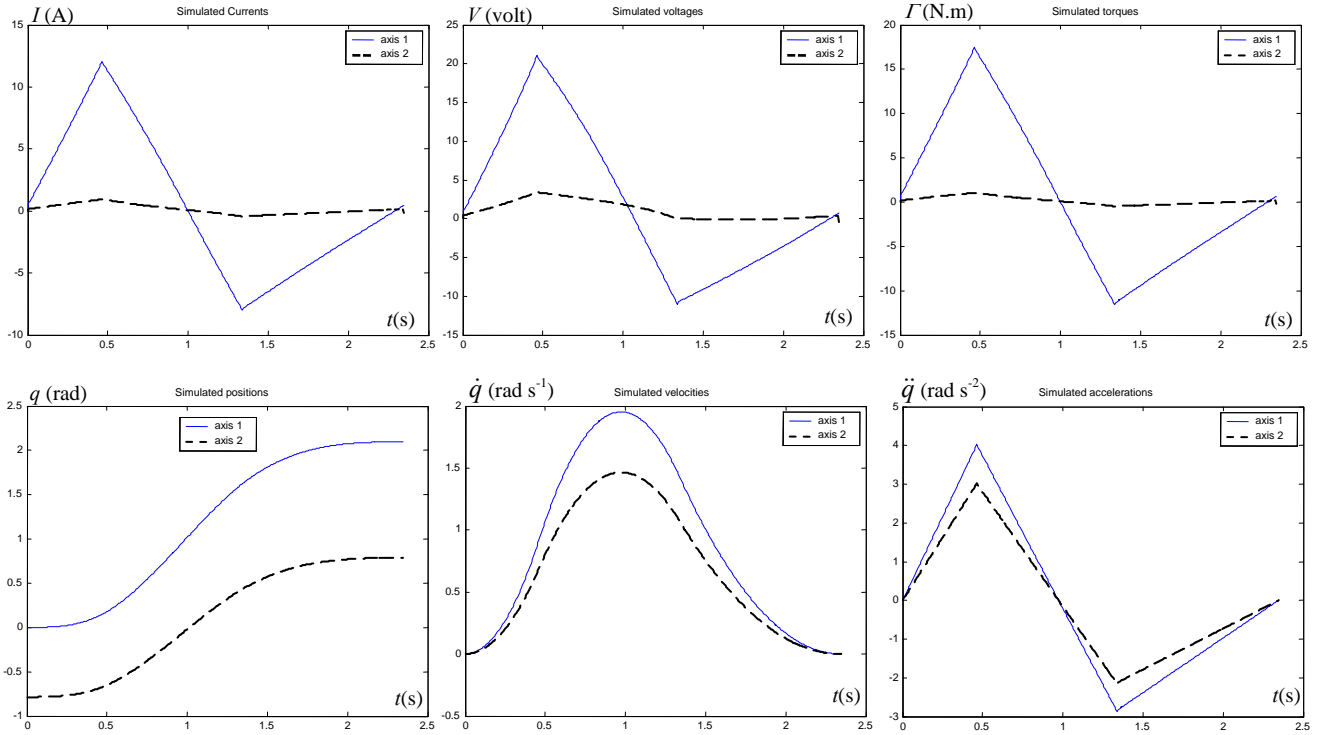 I (A)
Simulated Currents
15
10
5
0
-5
-10
0
0.5
1
1.5
2
2.5
axis 1
axis 2
t(s)
V (volt)
Simulated voltages
25
20
15
10
5
0
-5
-10
-15
0
0.5
1
1.5
2
2.5
axis 1
axis 2
t(s)
Γ (N.m)
Simulated torques
20
15
10
5
0
-5
-10
-15
0
0.5
1
1.5
2
2.5
axis 1
axis 2
t(s)
q (rad)
Simulated positions
2.5
2
1.5
1
0.5
0
-0.5
-1
0
0.5
1
1.5
2
2.5
axis 1
axis 2
t(s)
q̇ (rad s-1)
Simulated velocities
2
1.5
1
0.5
0
-0.5
0
0.5
1
1.5
2
2.5
axis 1
axis 2
t(s)
q̈ (rad s-2)
Simulated accelerations
5
4
3
2
1
0
-1
-2
-3
0
0.5
1
1.5
2
2.5
axis 1
axis 2
t(s)